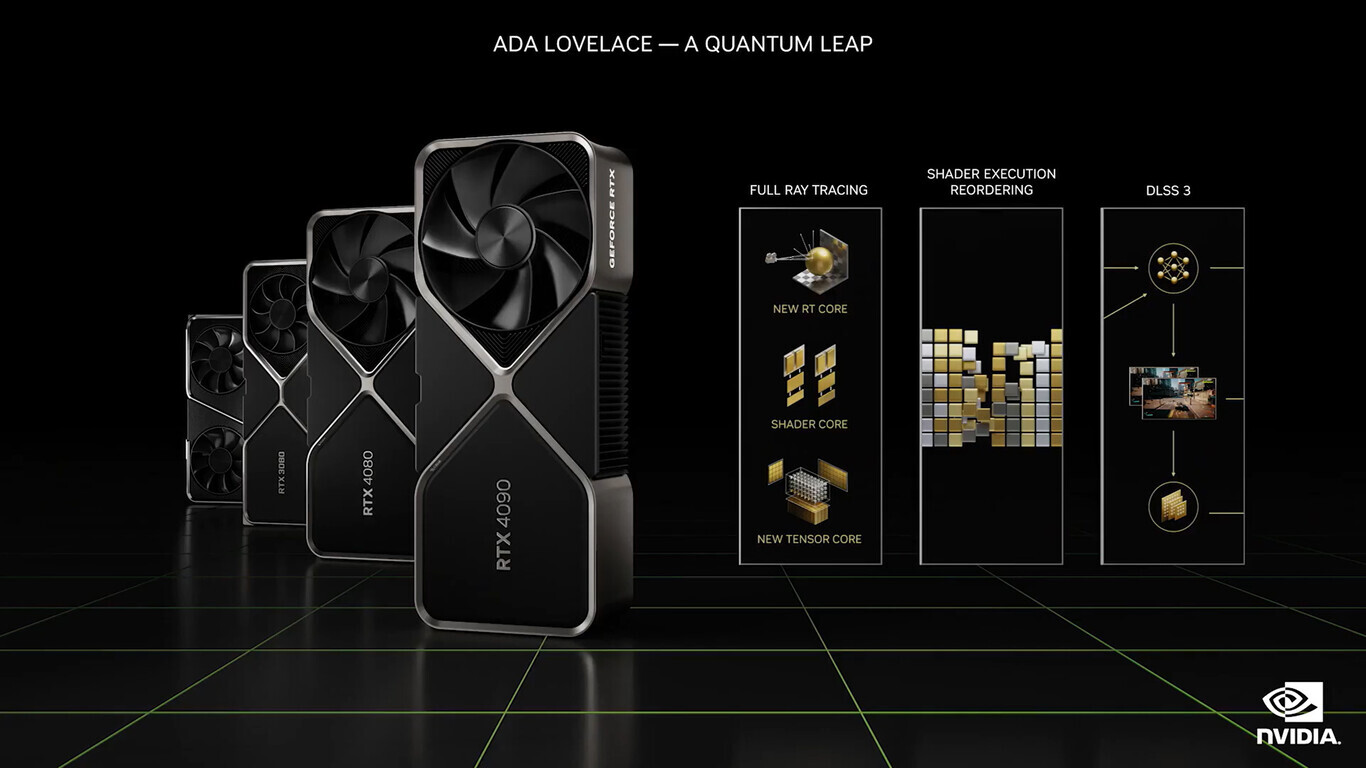 ADA LOVELACE — A QUANTUM LEAP
GEFORCE RTX
RTX 3080
RTX 4080
RTX 4090
FULL RAY TRACING
NEW RT CORE
SHADER CORE
NEW TENSOR CORE
SHADER EXECUTION
REORDERING
DLSS 3
NVIDIA.